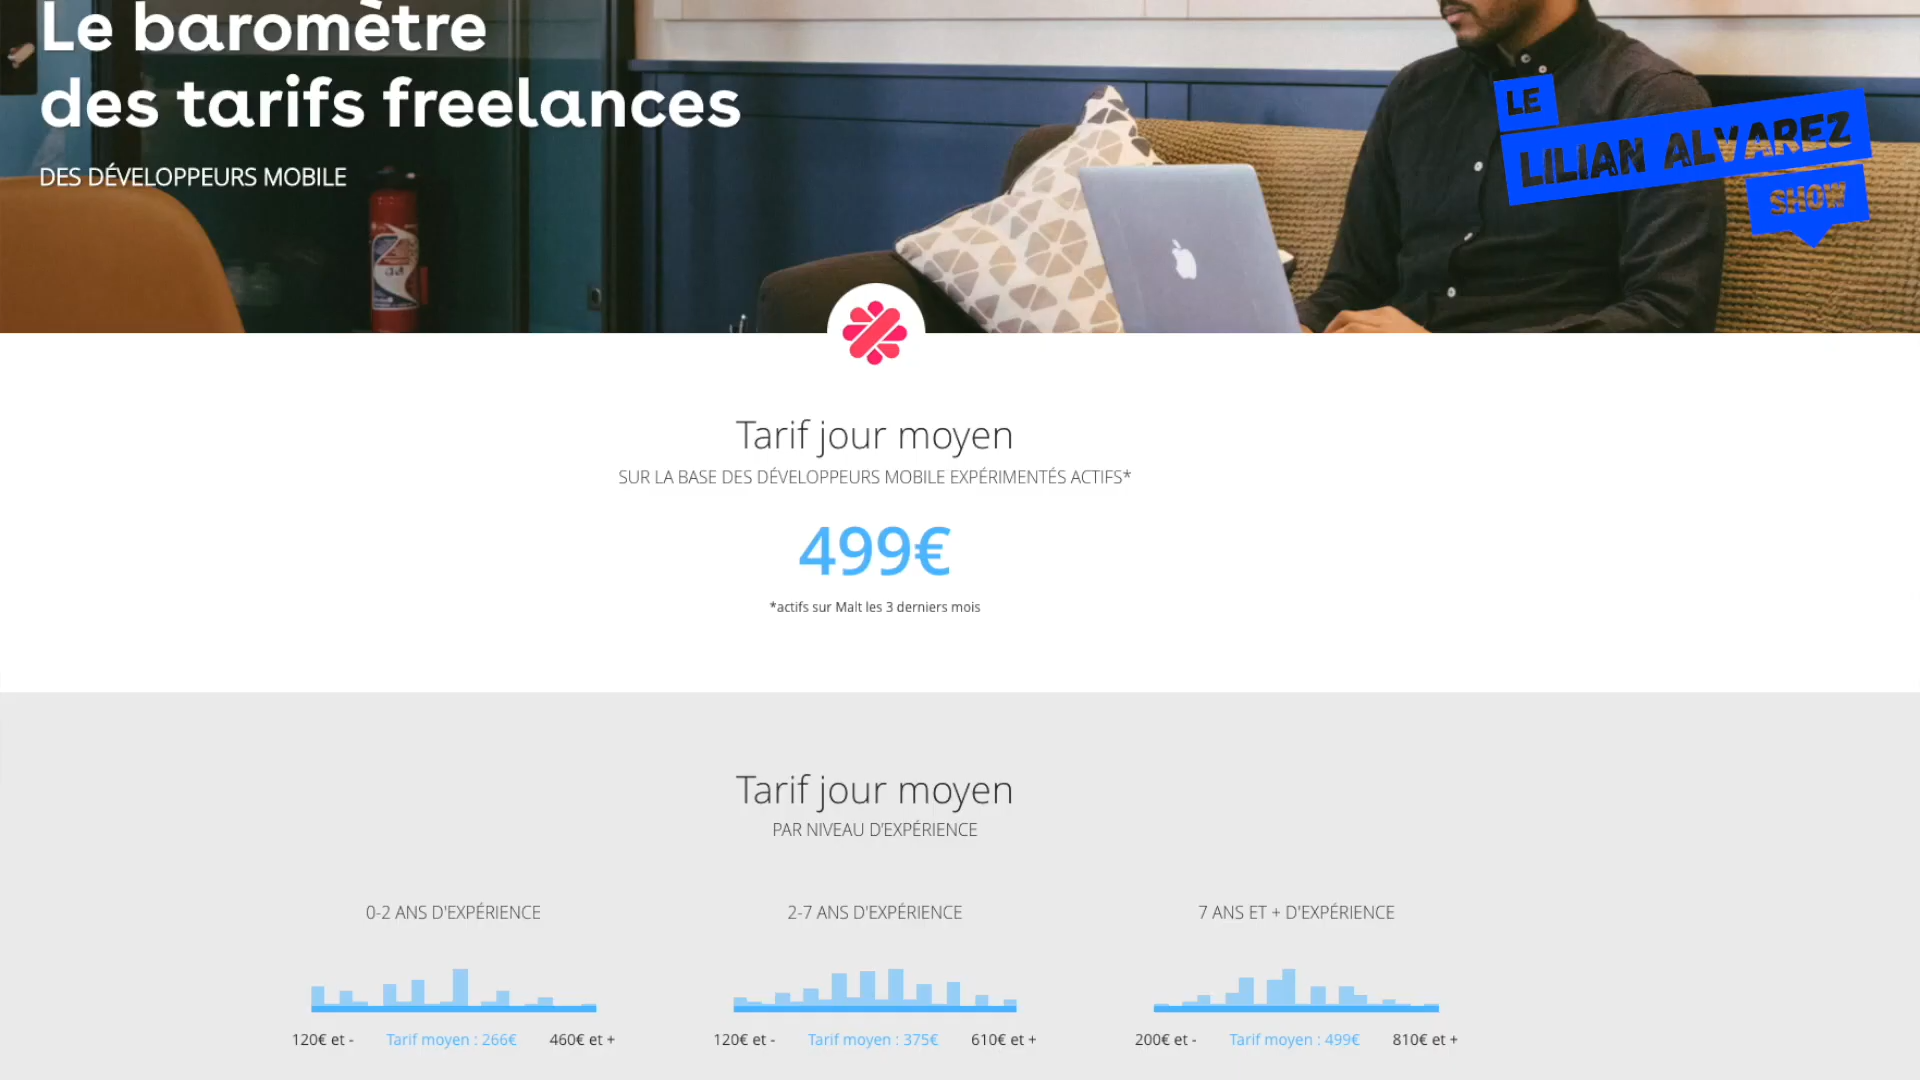 Le baromètre
des tarifs freelances
DES DÉVELOPPEURS MOBILE
LE
LILIAN ALVAREZ
SHOW
Tarif jour moyen
SUR LA BASE DES DÉVELOPPEURS MOBILE EXPÉRIMENTÉS ACTIFS*
499€
*actifs sur Malt les 3 derniers mois
Tarif jour moyen
PAR NIVEAU D'EXPÉRIENCE
0-2 ANS D'EXPÉRIENCE
2-7 ANS D'EXPÉRIENCE
7 ANS ET + D'EXPÉRIENCE
120€ et - Tarif moyen : 266€ 460€ et +
120€ et - Tarif moyen : 375€ 610€ et +
200€ et - Tarif moyen : 499€ 810€ et +